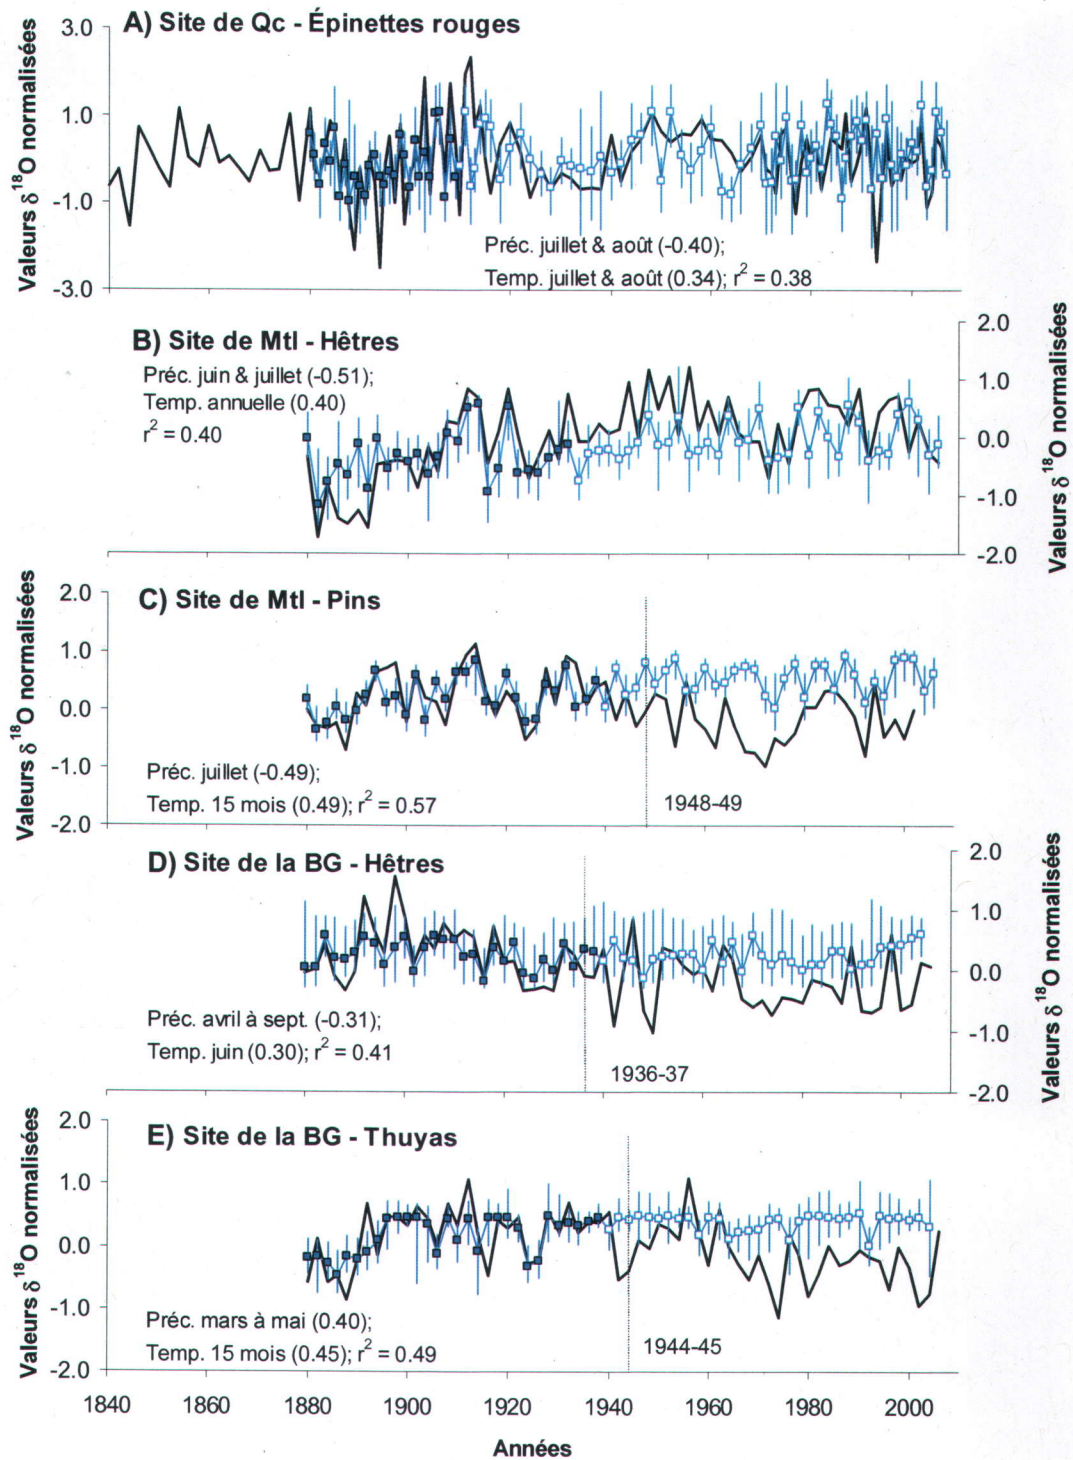 A) Site de Qc - Épinettes rouges
Valeurs δ¹⁸O normalisées
3.0
1.0
-1.0
-3.0
Préc. juillet & août (-0.40);
Temp. juillet & août (0.34); r² = 0.38
B) Site de Mtl - Hêtres
Préc. juin & juillet (-0.51);
Temp. annuelle (0.40)
r² = 0.40
2.0
1.0
0.0
-1.0
-2.0
Valeurs δ¹⁸O normalisées
C) Site de Mtl - Pins
Valeurs δ¹⁸O normalisées
2.0
1.0
0.0
-1.0
-2.0
Préc. juillet (-0.49);
Temp. 15 mois (0.49); r² = 0.57
1948-49
D) Site de la BG - Hêtres
Préc. avril à sept. (-0.31);
Temp. juin (0.30); r² = 0.41
1936-37
2.0
1.0
0.0
-1.0
-2.0
Valeurs δ¹⁸O normalisées
E) Site de la BG - Thuyas
Valeurs δ¹⁸O normalisées
2.0
1.0
0.0
-1.0
-2.0
Préc. mars à mai (0.40);
Temp. 15 mois (0.45); r² = 0.49
1944-45
1840 1860 1880 1900 1920 1940 1960 1980 2000
Années